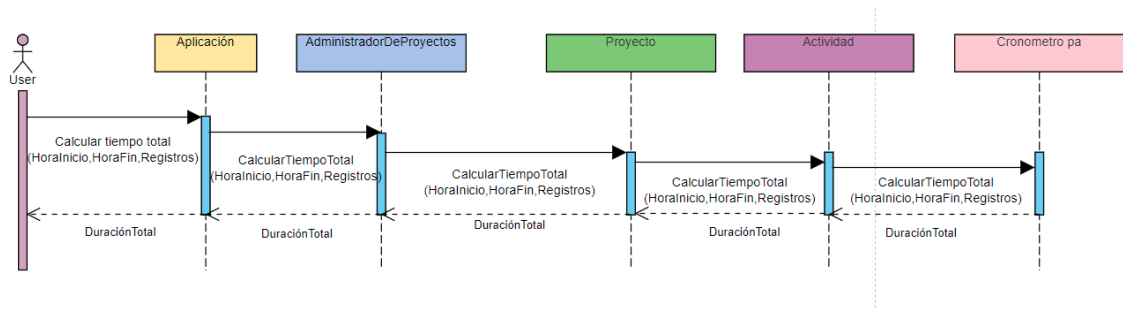 Aplicación
AdministradorDeProyectos
Proyecto
Actividad
Cronometro pa
User
Calcular tiempo total
(HoraInicio,HoraFin,Registros)
CalcularTiempoTotal
(HoraInicio,HoraFin,Registros)
CalcularTiempoTotal
(HoraInicio,HoraFin,Registros)
CalcularTiempoTotal
(HoraInicio,HoraFin,Registros)
CalcularTiempoTotal
(HoraInicio,HoraFin,Registros)
DuraciónTotal
DuraciónTotal
DuraciónTotal
DuraciónTotal
DuraciónTotal